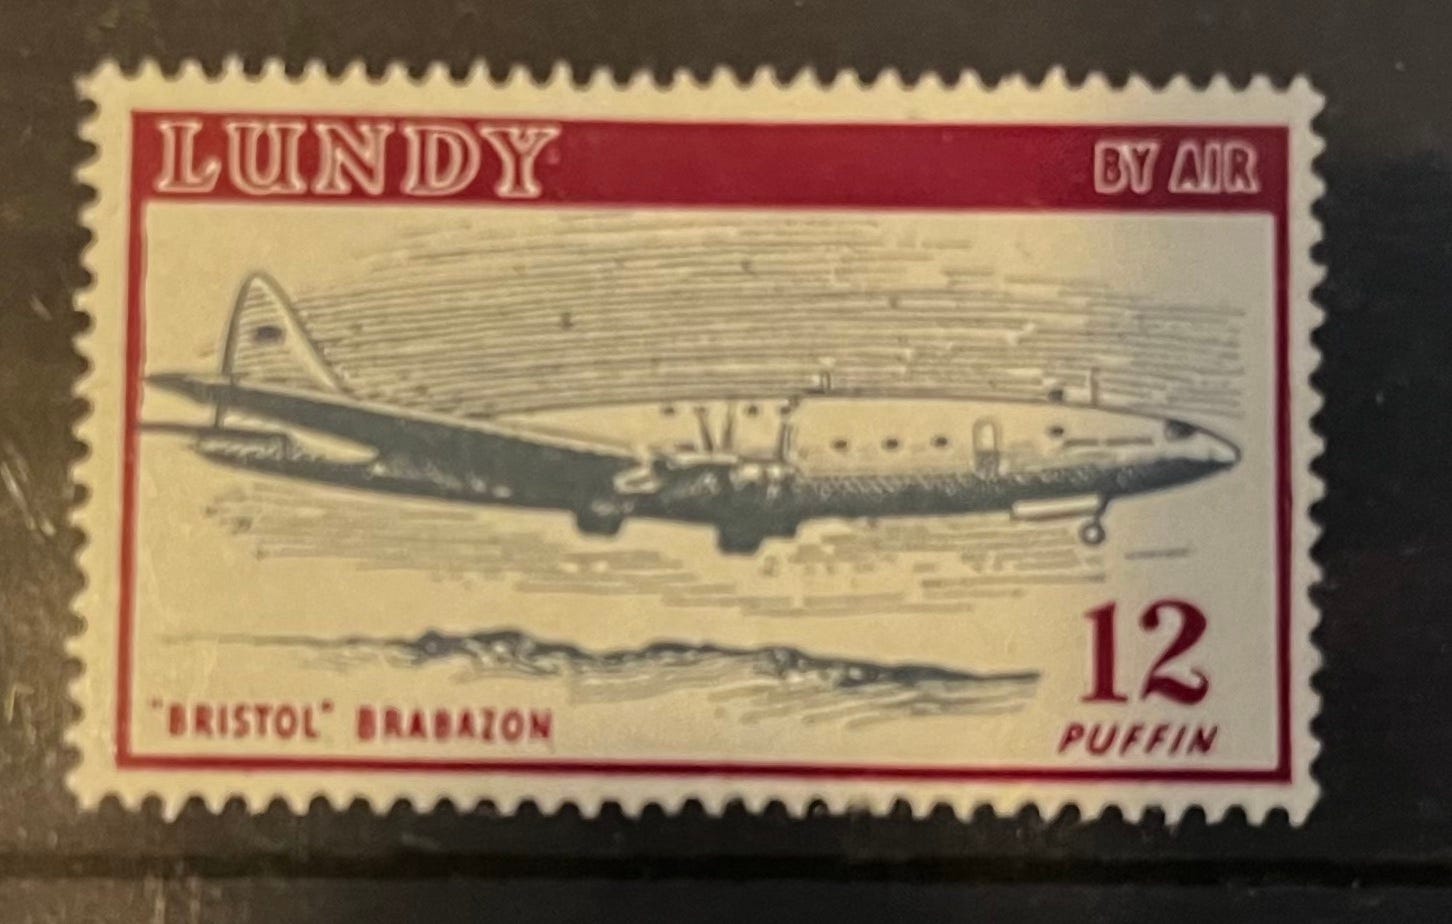 LUNDY BY AIR
12
PUFFIN
"BRISTOL" BRABAZON